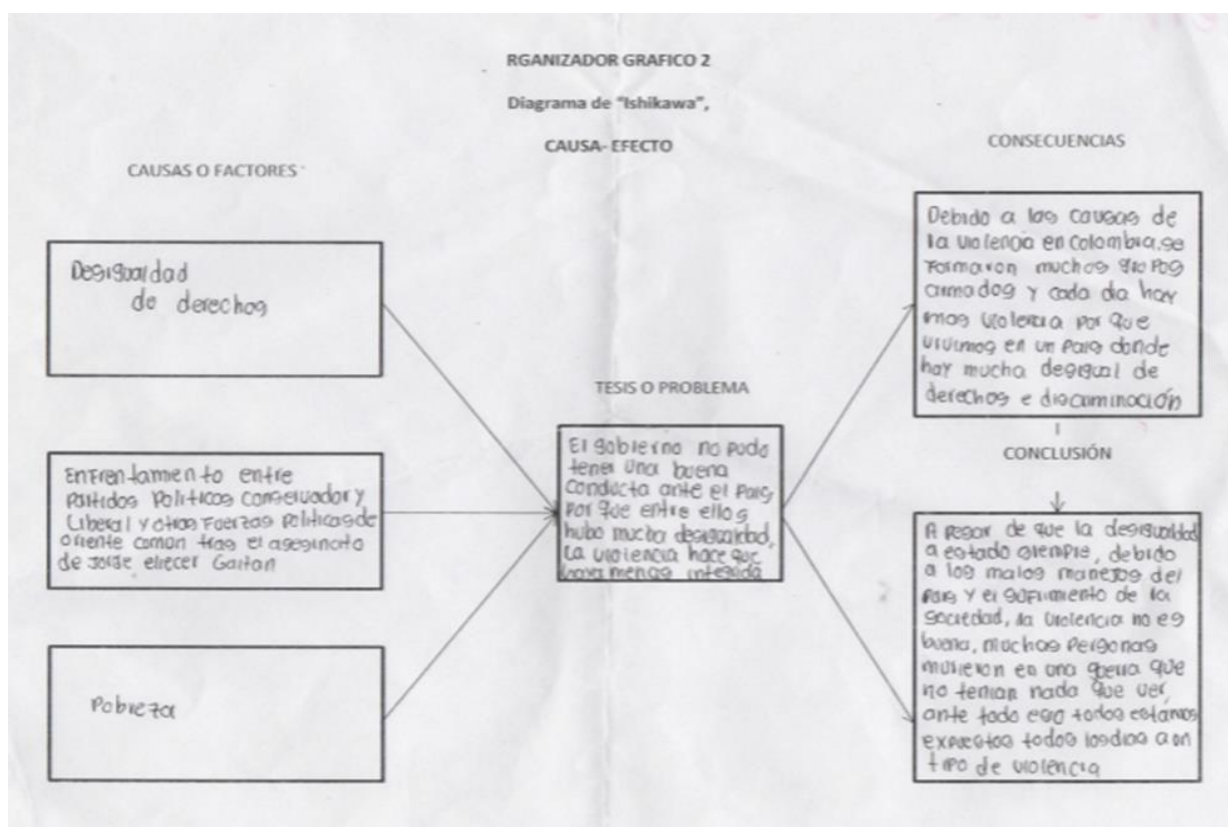 RGANIZADOR GRAFICO 2
Diagrama de "Ishikawa",
CAUSA- EFECTO
CAUSAS O FACTORES
Desigualdad
de derechos
Enfrentamiento entre
Partidos Politicos Conservador y
Liberal y otras Fuerzas politicas de
oriente comun tras el asesinato
de Jorge eliecer Gaitan
Pobreza
TESIS O PROBLEMA
El gobierno no pudo
tener una buena
conducta ante el Pais
Por que entre ellos
hubo mucha desigualdad,
La violencia hace que
haya menos
CONSECUENCIAS
Debido a las causas de
la violencia en Colombia, se
Formaron muchos grupos
armados y cada dia hay
mas violencia por que
vivimos en un Pais donde
hay mucha desigual de
derechos e discriminación
CONCLUSIÓN
A pesar de que la desigualdad
a estado siempre, debido
a los malos manejos del
Pais y el sufrimiento de la
sociedad, la violencia no es
buena, muchas Personas
murieron en una guerra que
no tenian nada que ver,
ante todo eso todos estamos
expuestos todos los dias a un
tipo de violencia